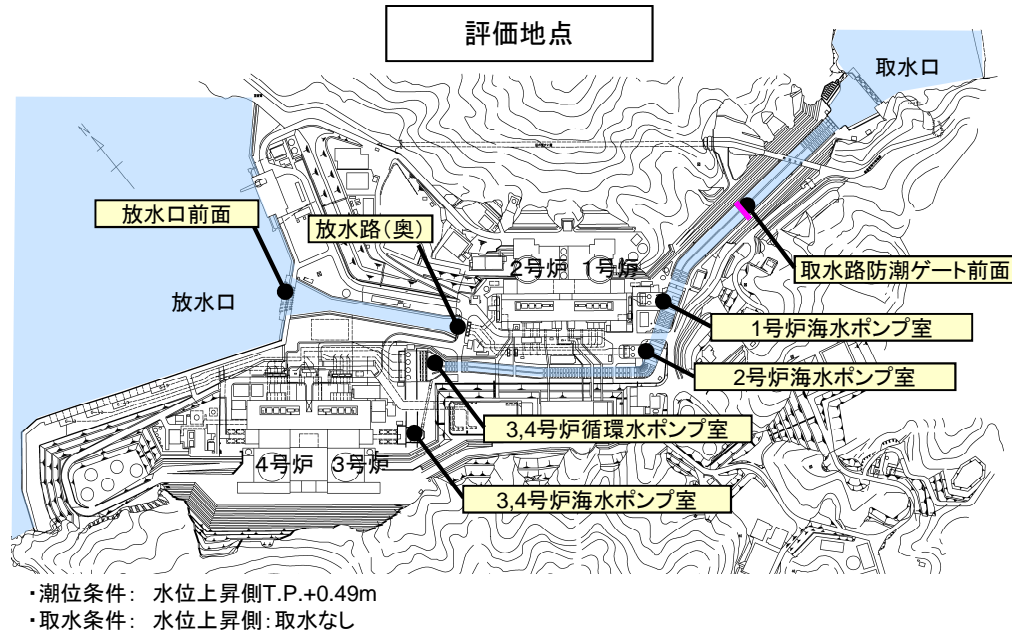 評価地点
取水口
放水口前面
放水路(奥)
2号炉 1号炉
取水路防潮ゲート前面
放水口
1号炉海水ポンプ室
2号炉海水ポンプ室
3,4号炉循環水ポンプ室
4号炉 3号炉
3,4号炉海水ポンプ室
・潮位条件: 水位上昇側T.P.+0.49m
・取水条件: 水位上昇側:取水なし